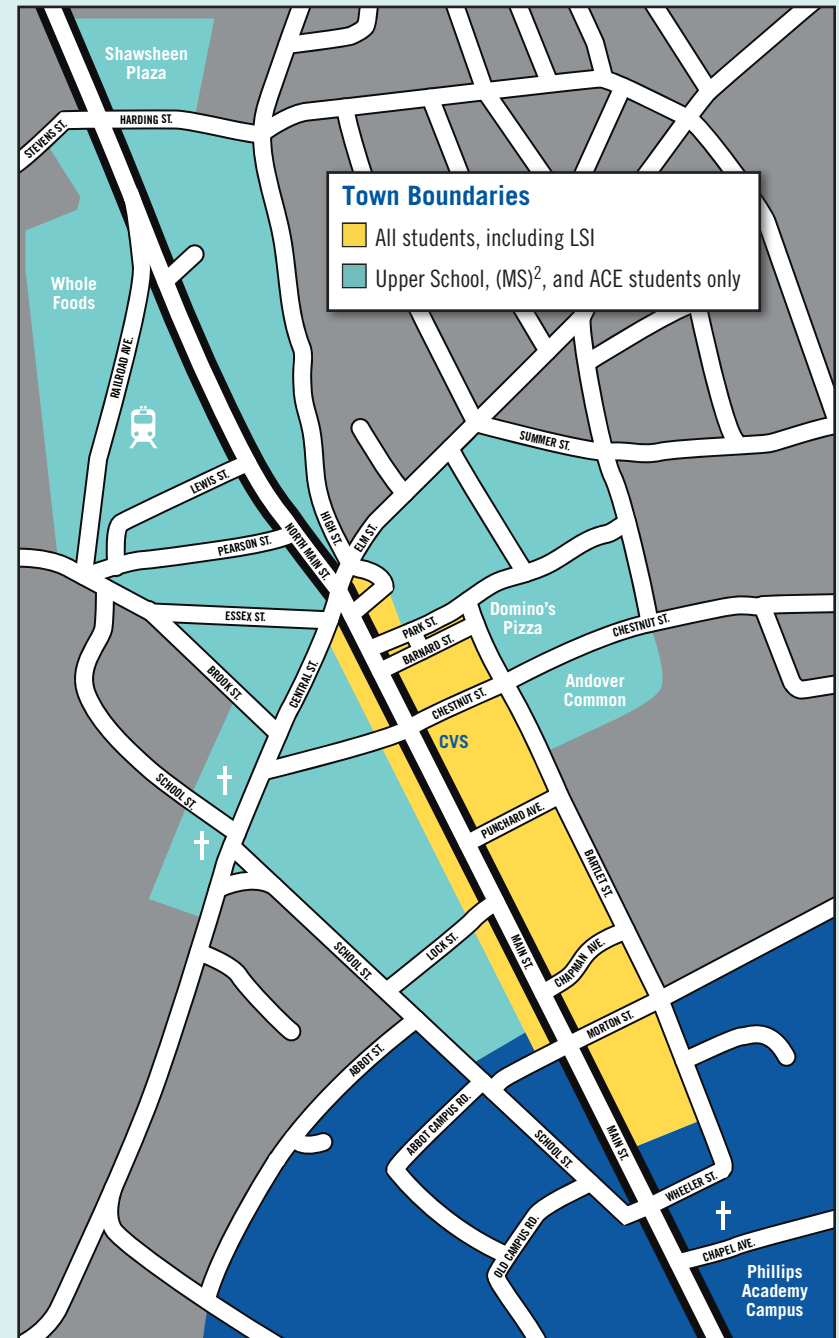 Shawsheen
Plaza
STEVENS ST.
HARDING ST.
Town Boundaries
All students, including LSI
Upper School, (MS)², and ACE students only
Whole
Foods
RAILROAD AVE.
SUMMER ST.
LEWIS ST.
HIGH ST.
ELM ST.
NORTH MAIN ST.
PEARSON ST.
ESSEX ST.
PARK ST.
Domino's
Pizza
BARNARD ST.
CHESTNUT ST.
BROOK ST.
CENTRAL ST.
Andover
Common
CHESTNUT ST.
CVS
SCHOOL ST.
PUNCHARD AVE.
BARTLET ST.
SCHOOL ST.
LOCK ST.
MAIN ST.
CHAPMAN AVE.
MORTON ST.
ABBOT ST.
ABBOT CAMPUS RD.
SCHOOL ST.
MAIN ST.
WHEELER ST.
OLD CAMPUS RD.
CHAPEL AVE.
Phillips
Academy
Campus